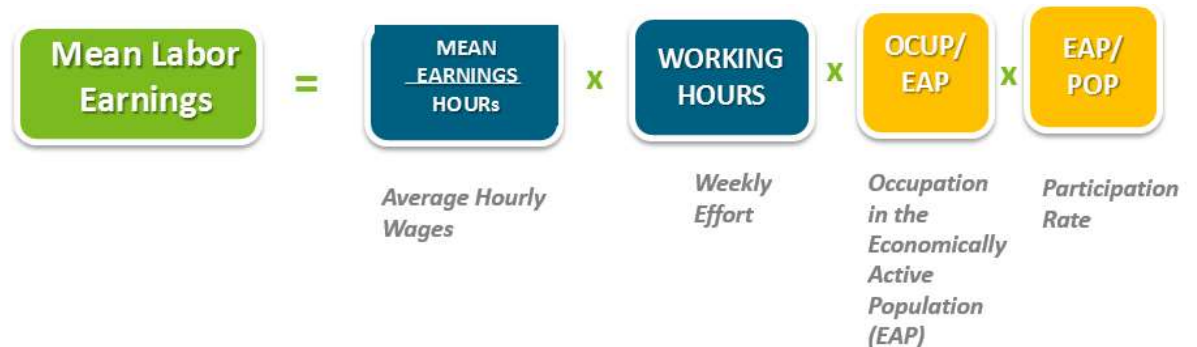 Mean Labor
Earnings
=
MEAN
EARNINGS
HOURs
x
WORKING
HOURS
x
OCUP/
EAP
x
EAP/
POP
Average Hourly
Wages
Weekly
Effort
Occupation
in the
Economically
Active
Population
(EAP)
Participation
Rate